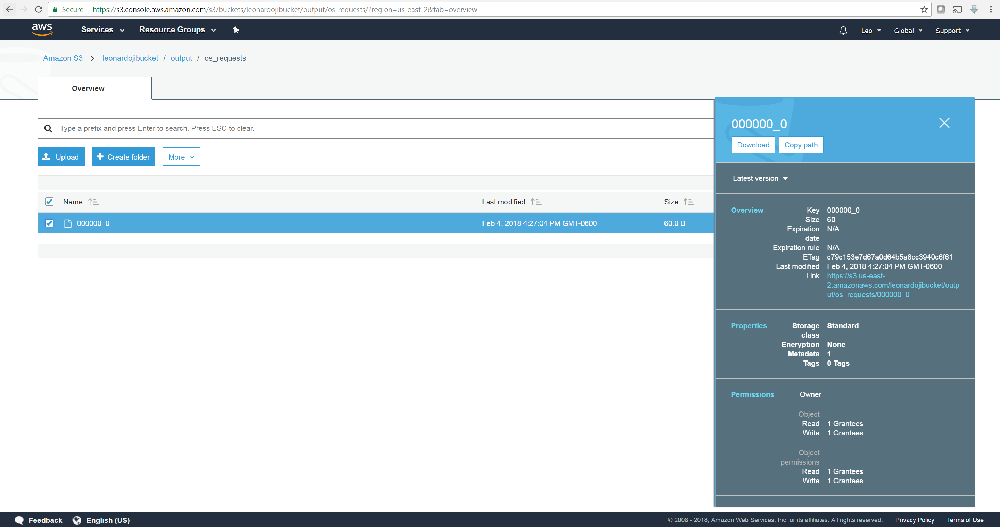 Secure https://s3.console.aws.amazon.com/s3/buckets/leonardojibucket/output/os_requests/?region=us-east-2&tab=overview
aws Services Resource Groups Leo Global Support
Amazon S3 > leonardojibucket / output / os_requests
Overview
Type a prefix and press Enter to search. Press ESC to clear.
Upload Create folder More
Name Last modified Size
000000_0 Feb 4, 2018 4:27:04 PM GMT-0600 60.0 B
000000_0
Download Copy path
Latest version
Overview Key 000000_0
Size 60
Expiration N/A
date
Expiration rule N/A
ETag c79c153e7d67a0d64b5a8cc3940c6f61
Last modified Feb 4, 2018 4:27:04 PM GMT-0600
Link https://s3.us-east-
2.amazonaws.com/leonardojibucket/outp
ut/os_requests/000000_0
Properties Storage Standard
class
Encryption None
Metadata 1
Tags 0 Tags
Permissions Owner
Object
Read 1 Grantees
Write 1 Grantees
Object
permissions
Read 1 Grantees
Write 1 Grantees
Feedback English (US) © 2008 - 2018, Amazon Web Services, Inc. or its affiliates. All rights reserved. Privacy Policy Terms of Use